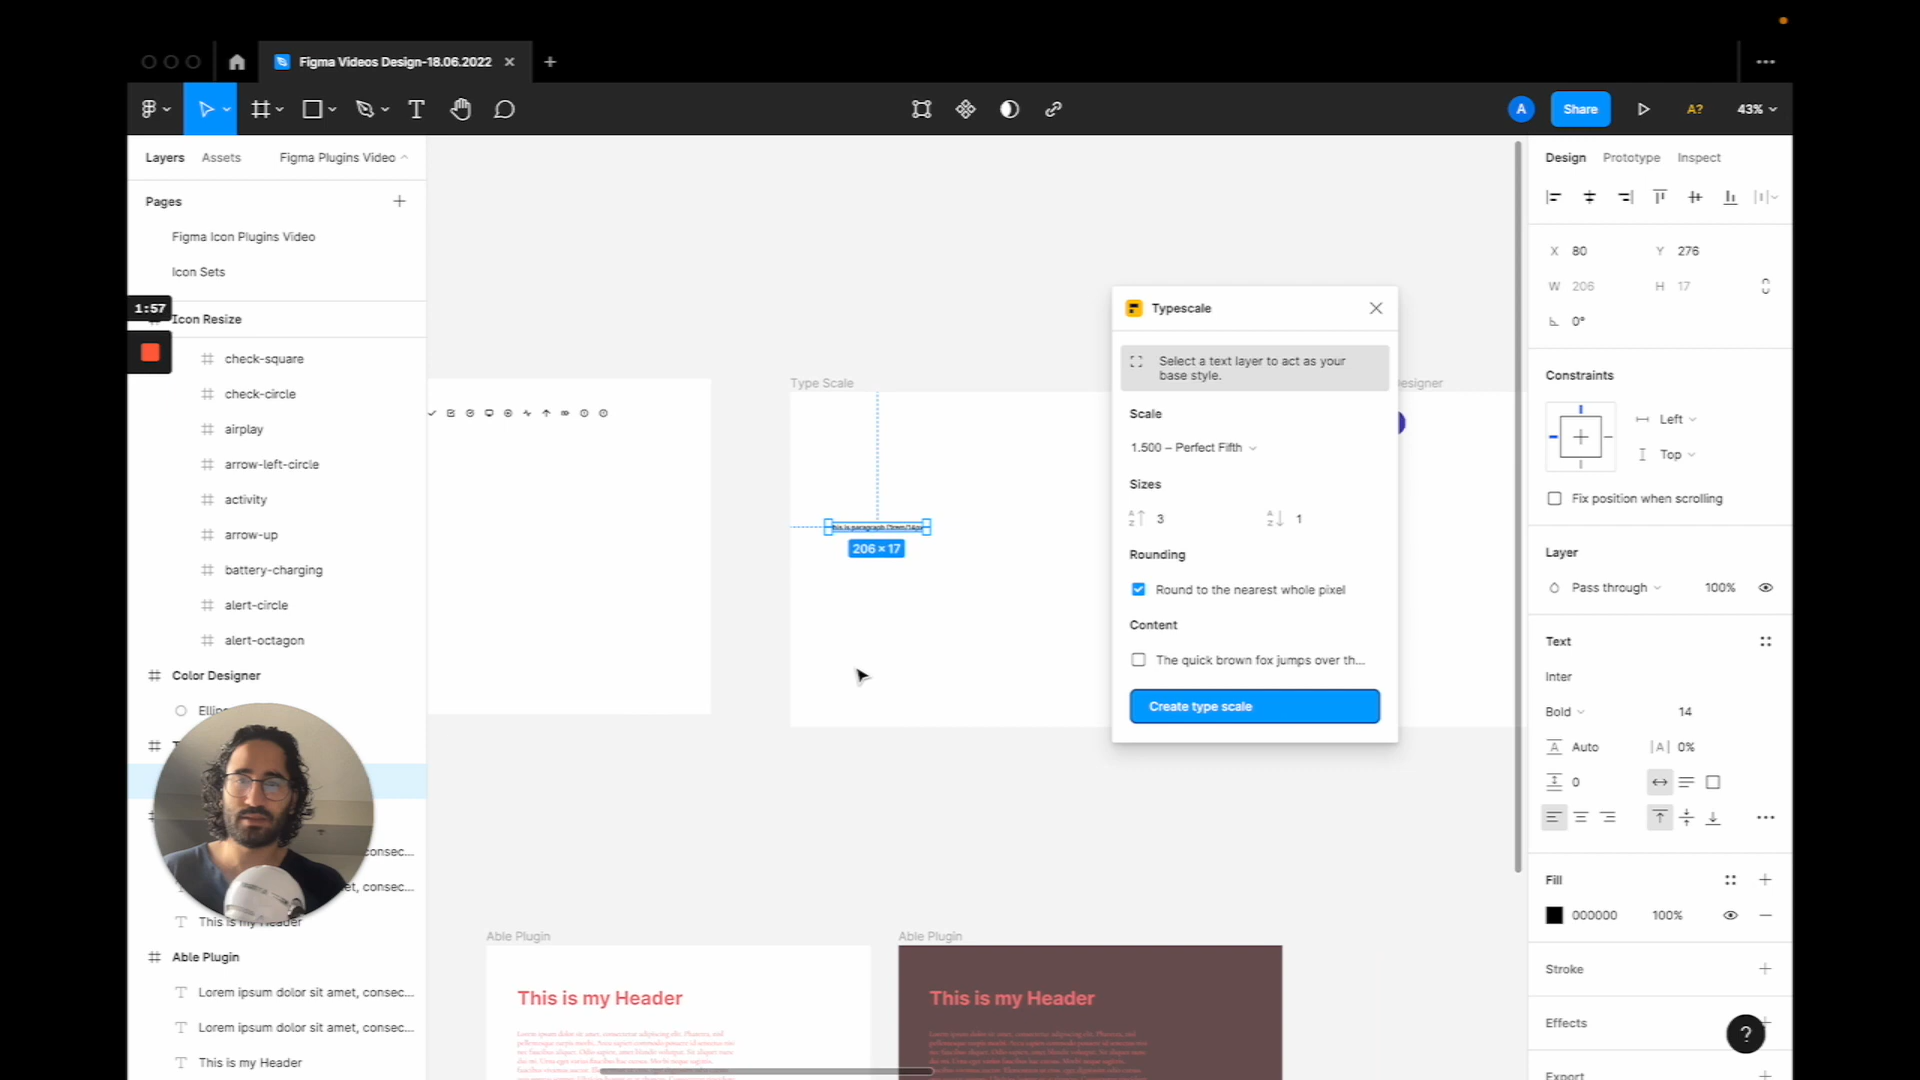 Figma Videos Design-18.06.2022
A
Share
A?
43%
Layers
Assets
Figma Plugins Video
Pages
Figma Icon Plugins Video
Icon Sets
1:57
Icon Resize
check-square
check-circle
airplay
arrow-left-circle
activity
arrow-up
battery-charging
alert-circle
alert-octagon
Color Designer
consec...
et, consec...
This is my Header
Able Plugin
Lorem ipsum dolor sit amet, consec...
Lorem ipsum dolor sit amet, consec...
This is my Header
Type Scale
206 × 17
Typescale
Select a text layer to act as your
base style.
Scale
1.500 – Perfect Fifth
Sizes
3
1
Rounding
Round to the nearest whole pixel
Content
The quick brown fox jumps over th...
Create type scale
esigner
Able Plugin
This is my Header
Able Plugin
This is my Header
Design
Prototype
Inspect
X 80
Y 276
W 206
H 17
0°
Constraints
Left
Top
Fix position when scrolling
Layer
Pass through
100%
Text
Inter
Bold
14
Auto
0%
0
Fill
000000
100%
Stroke
Effects
?
Export